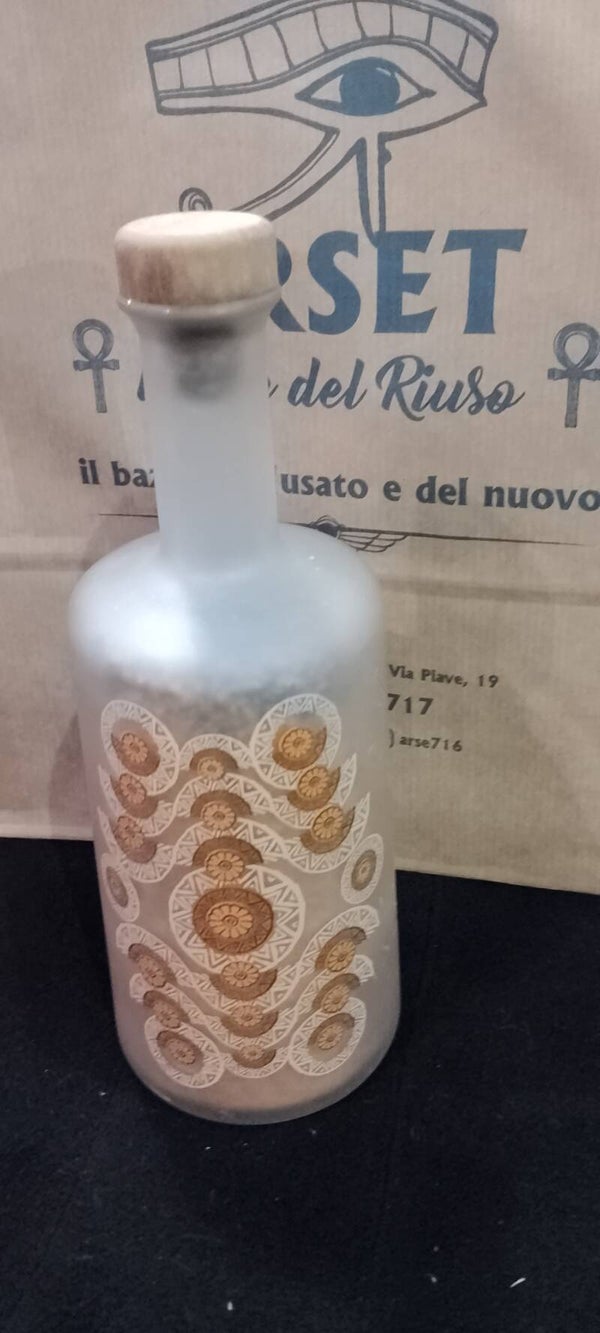 RSET
del Riuso
il baz usato e del nuovo
Via Piave, 19
717
) arse716